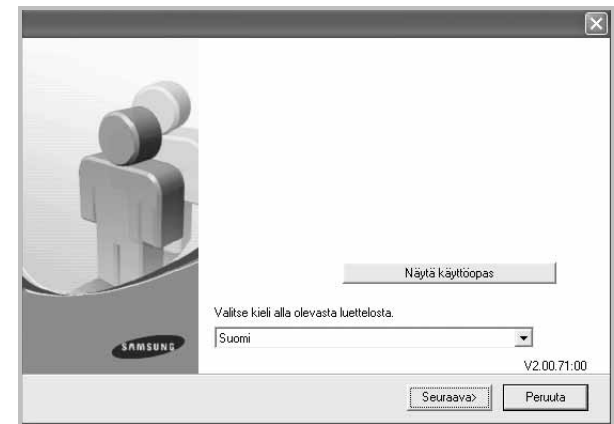 Näytä käyttöopas
Valitse kieli alla olevasta luettelosta.
Suomi
SAMSUNG
V2.00.71:00
Seuraava>
Peruuta